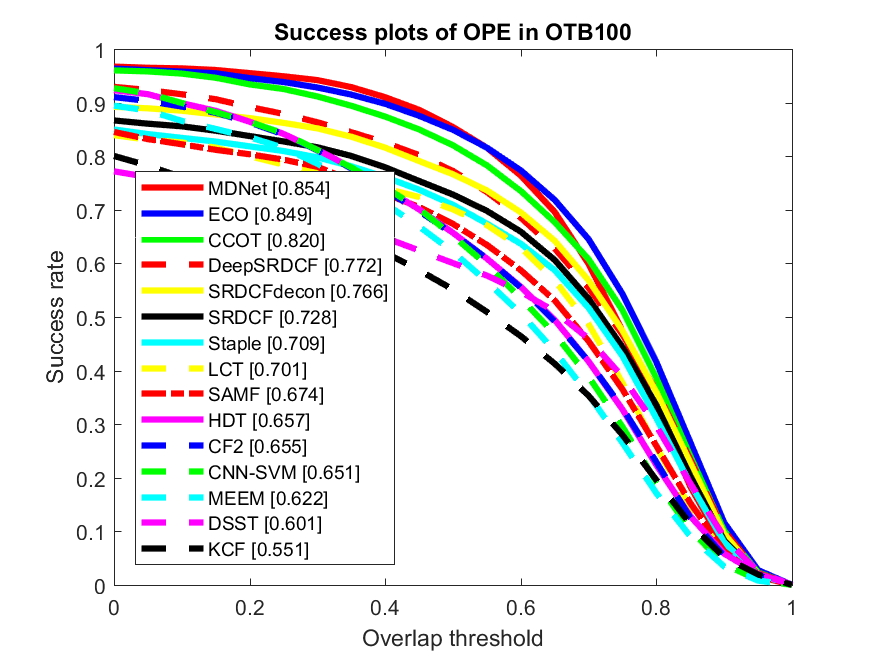 Success plots of OPE in OTB100
1
0.9
0.8
0.7
0.6
0.5
0.4
0.3
0.2
0.1
0
Success rate
MDNet [0.854]
ECO [0.849]
CCOT [0.820]
DeepSRDCF [0.772]
SRDCFdecon [0.766]
SRDCF [0.728]
Staple [0.709]
LCT [0.701]
SAMF [0.674]
HDT [0.657]
CF2 [0.655]
CNN-SVM [0.651]
MEEM [0.622]
DSST [0.601]
KCF [0.551]
0 0.2 0.4 0.6 0.8 1
Overlap threshold